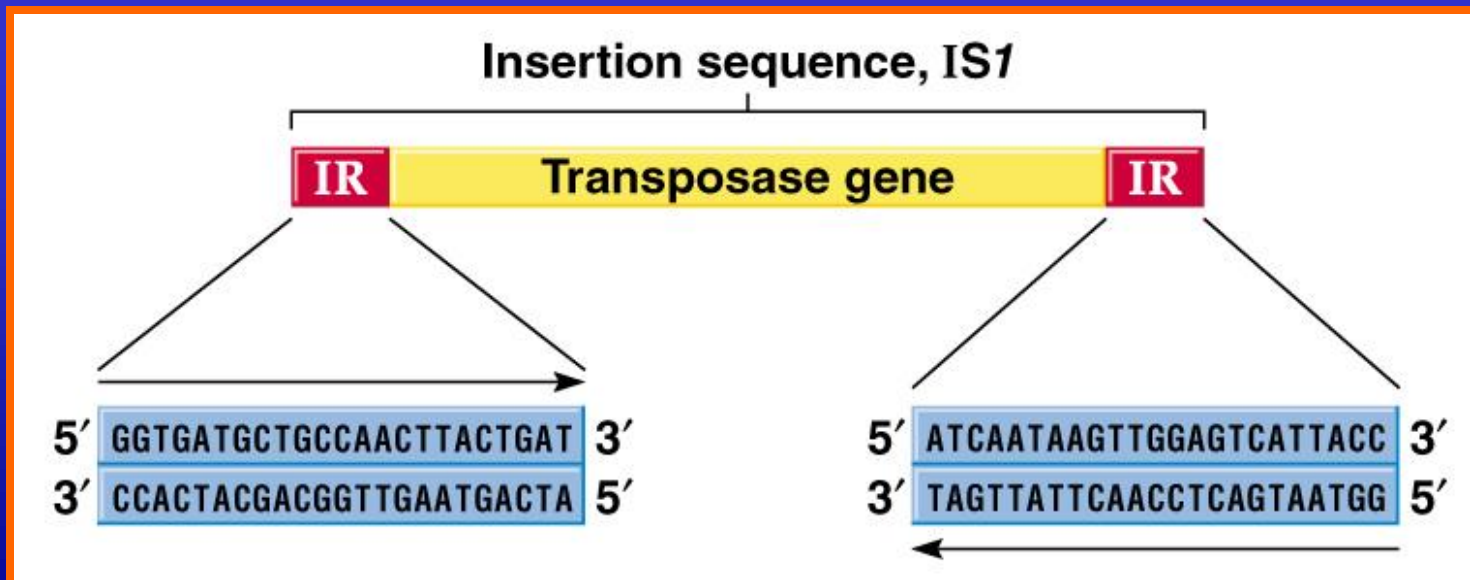 Insertion sequence, IS1
IR Transposase gene IR
5′ GGTGATGCTGCCAACTTACTGAT 3′
3′ CCACTACGACGGTTGAATGACTA 5′
5′ ATCAATAAGTTGGAGTCATTACC 3′
3′ TAGTTATTCAACCTCAGTAATGG 5′